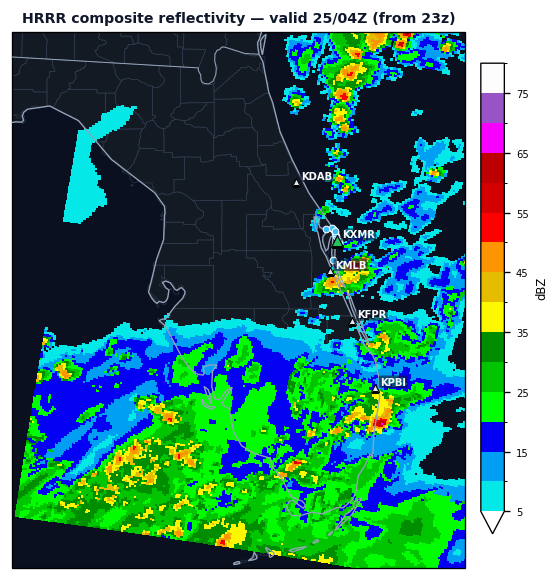 HRRR composite reflectivity — valid 25/04Z (from 23z)
KDAB
KXMR
KMLB
KFPR
KPBI
75
65
55
45
35
25
15
5
dBZ